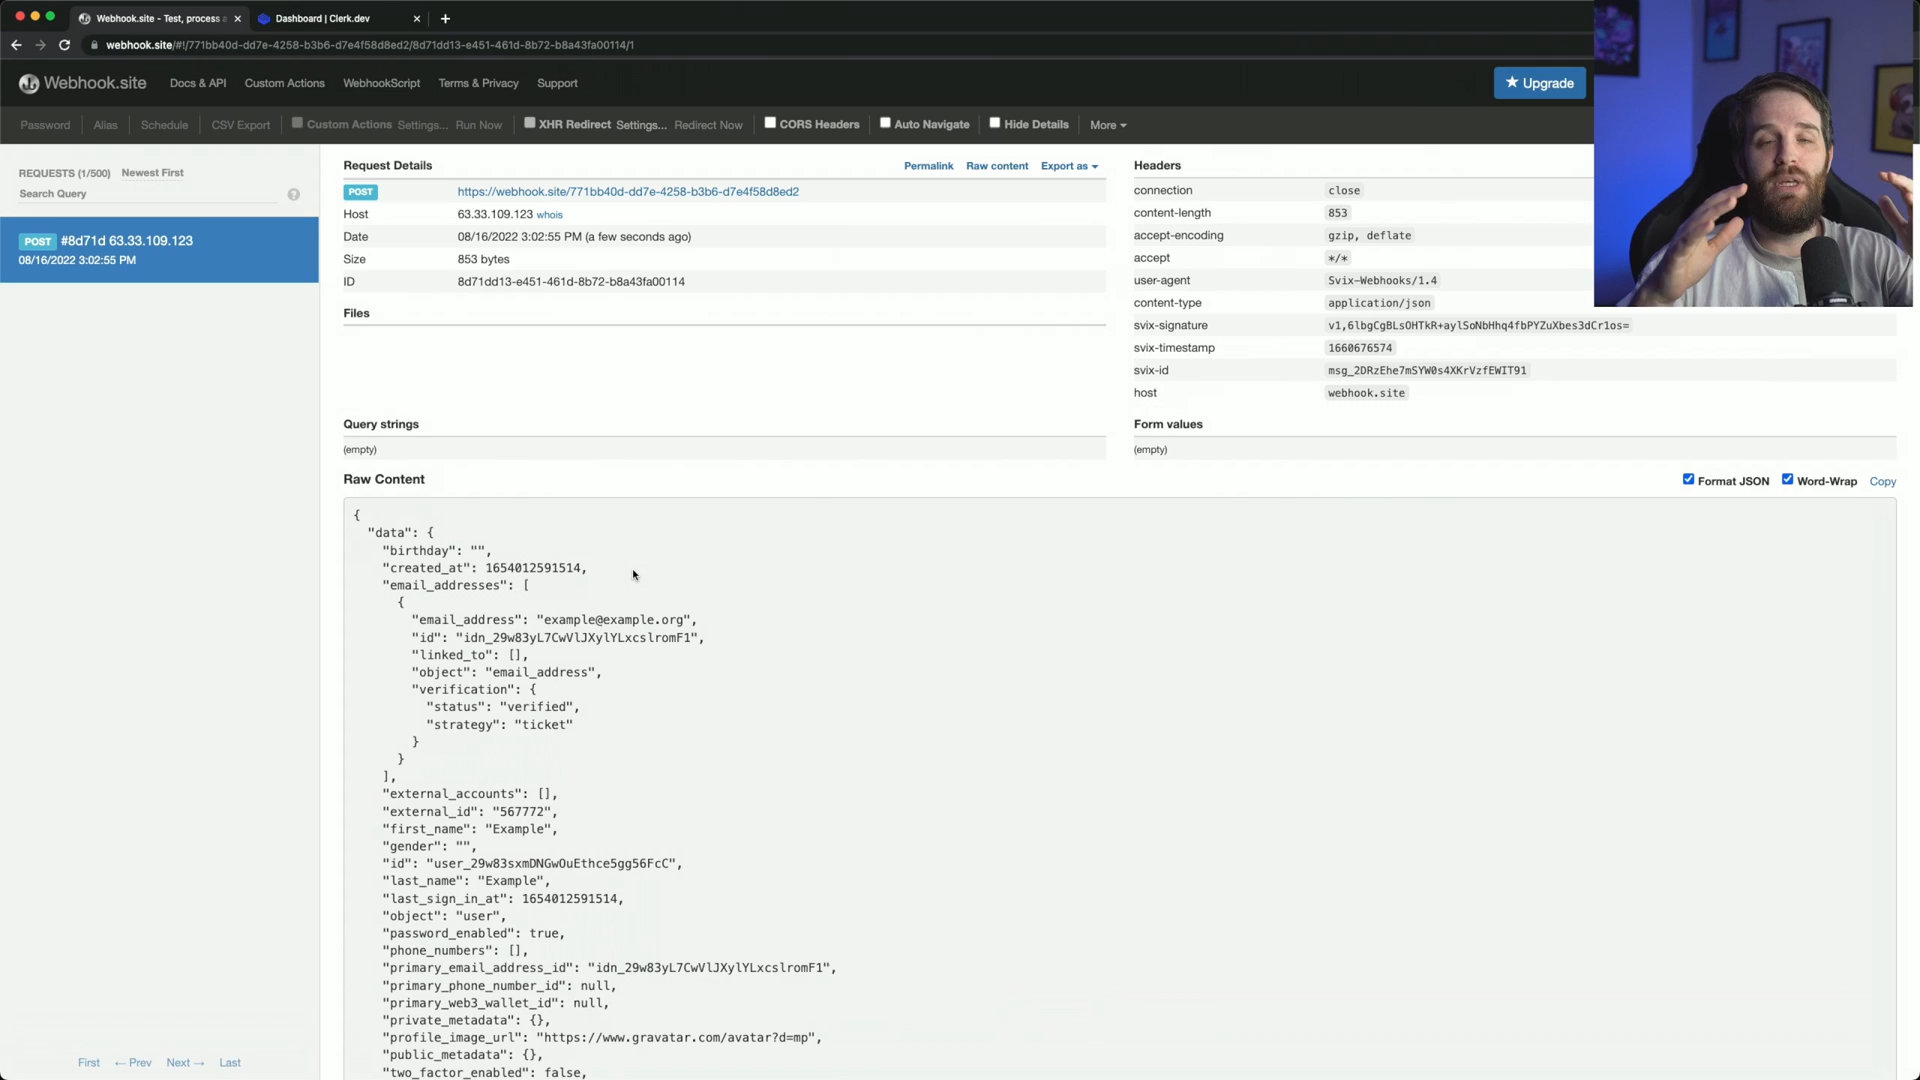 Webhook.site - Test, process a
Dashboard | Clerk.dev
webhook.site/#!/771bb40d-dd7e-4258-b3b6-d7e4f58d8ed2/8d71dd13-e451-461d-8b72-b8a43fa00114/1
Webhook.site
Docs & API
Custom Actions
WebhookScript
Terms & Privacy
Support
Upgrade
Password
Alias
Schedule
CSV Export
Custom Actions Settings... Run Now
XHR Redirect Settings... Redirect Now
CORS Headers
Auto Navigate
Hide Details
More
REQUESTS (1/500) Newest First
Search Query
?
POST #8d71d 63.33.109.123
08/16/2022 3:02:55 PM
First ← Prev Next → Last
Request Details Permalink Raw content Export as
POST https://webhook.site/771bb40d-dd7e-4258-b3b6-d7e4f58d8ed2
Host 63.33.109.123 whois
Date 08/16/2022 3:02:55 PM (a few seconds ago)
Size 853 bytes
ID 8d71dd13-e451-461d-8b72-b8a43fa00114
Files
Headers
connection close
content-length 853
accept-encoding gzip, deflate
accept */*
user-agent Svix-Webhooks/1.4
content-type application/json
svix-signature v1,6lbgCgBLsOHTkR+aylSoNbHhq4fbPYZuXbes3dCr1os=
svix-timestamp 1660676574
svix-id msg_2DRzEhe7mSYW0s4XKrVzfEWIT91
host webhook.site
Query strings
(empty)
Form values
(empty)
Raw Content
Format JSON Word-Wrap Copy
{
"data": {
"birthday": "",
"created_at": 1654012591514,
"email_addresses": [
{
"email_address": "example@example.org",
"id": "idn_29w83yL7CwVlJXylYLxcslromF1",
"linked_to": [],
"object": "email_address",
"verification": {
"status": "verified",
"strategy": "ticket"
}
}
],
"external_accounts": [],
"external_id": "567772",
"first_name": "Example",
"gender": "",
"id": "user_29w83sxmDNGwOuEthce5gg56FcC",
"last_name": "Example",
"last_sign_in_at": 1654012591514,
"object": "user",
"password_enabled": true,
"phone_numbers": [],
"primary_email_address_id": "idn_29w83yL7CwVlJXylYLxcslromF1",
"primary_phone_number_id": null,
"primary_web3_wallet_id": null,
"private_metadata": {},
"profile_image_url": "https://www.gravatar.com/avatar?d=mp",
"public_metadata": {},
"two_factor_enabled": false,